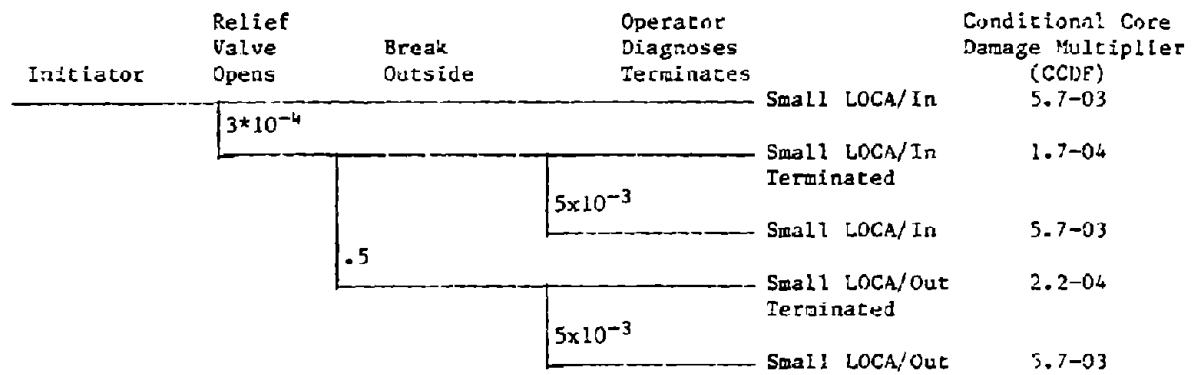 Relief Operator Conditional Core
Valve Break Diagnoses Damage Multiplier
Initiator Opens Outside Terminates (CCDF)
Small LOCA/In 5.7-03
3*10⁻⁴
Small LOCA/In 1.7-04
Terminated
5x10⁻³
Small LOCA/In 5.7-03
.5
Small LOCA/Out 2.2-04
Terminated
5x10⁻³
Small LOCA/Out 5.7-03